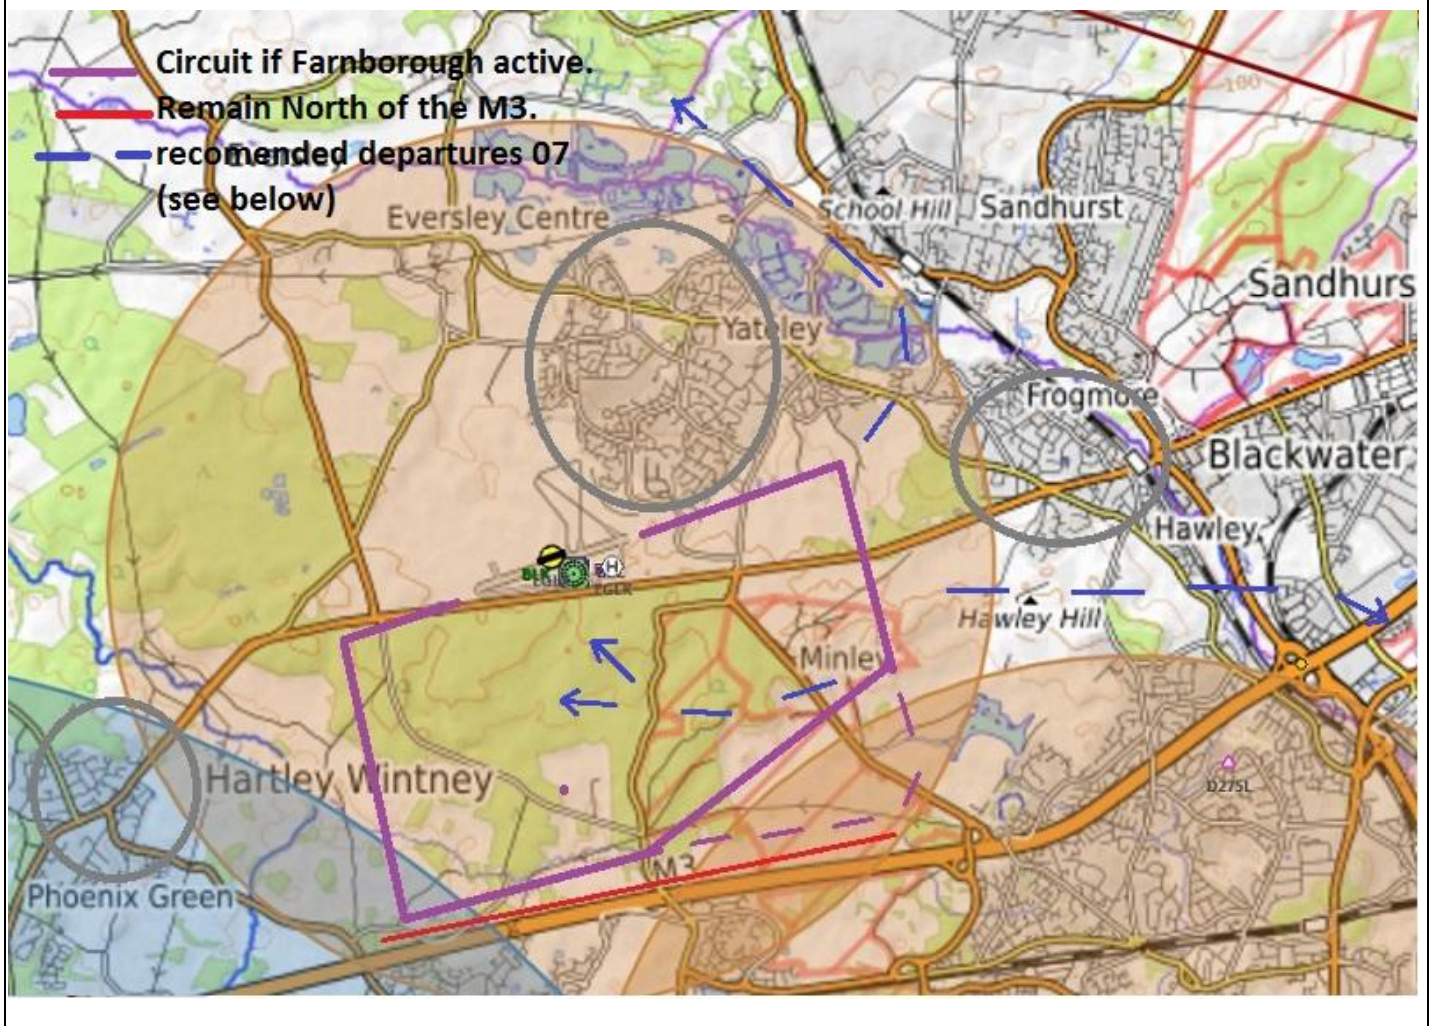 Circuit if Farnborough active.
Remain North of the M3.
recomended departures 07
(see below)
100
Eversley Centre
School Hill
Sandhurst
Sandhurs
Yateley
Frogmore
Blackwater
Hawley
H
Hawley Hill
Minley
Hartley Wintney
D275L
M3
Phoenix Green